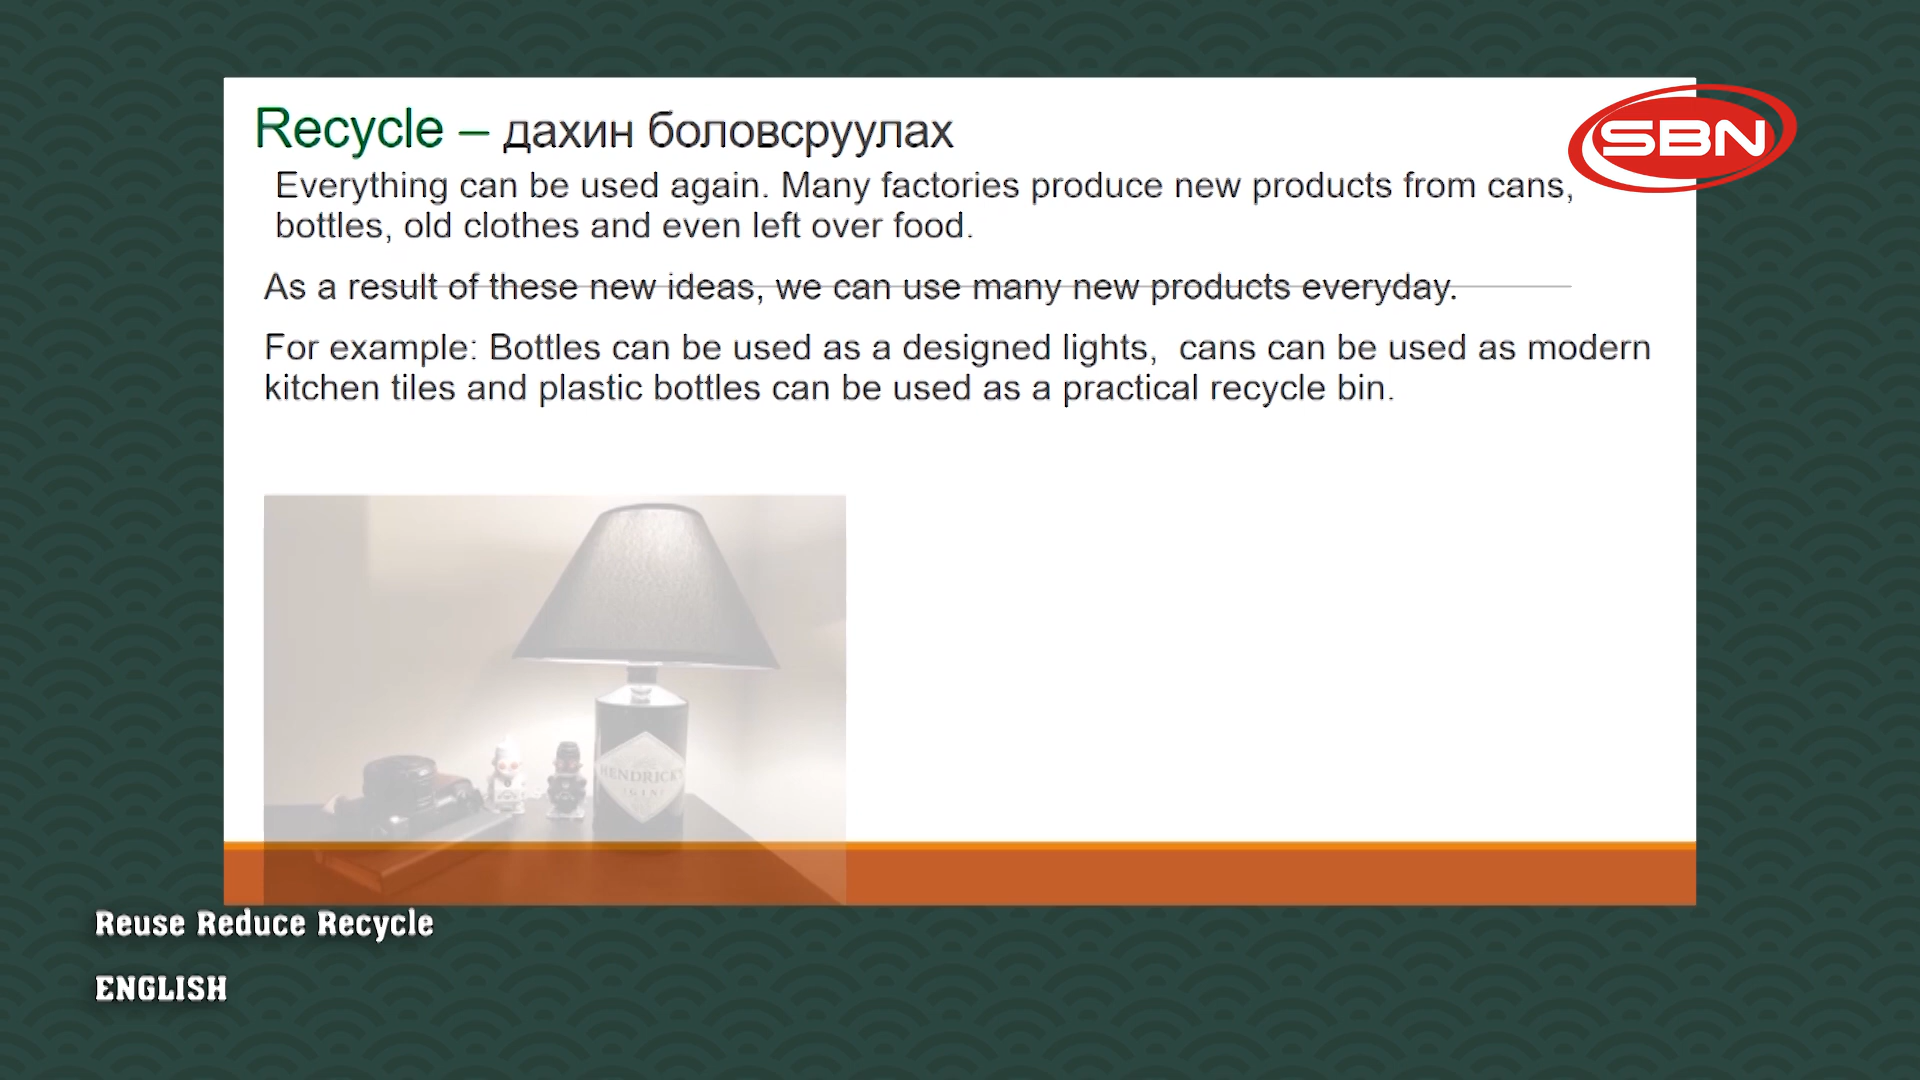 Recycle – дахин боловсруулах
SBN
Everything can be used again. Many factories produce new products from cans,
bottles, old clothes and even left over food.
As a result of these new ideas, we can use many new products everyday.
For example: Bottles can be used as a designed lights,  cans can be used as modern
kitchen tiles and plastic bottles can be used as a practical recycle bin.
HENDRICK'S
GIN
Reuse Reduce Recycle
ENGLISH